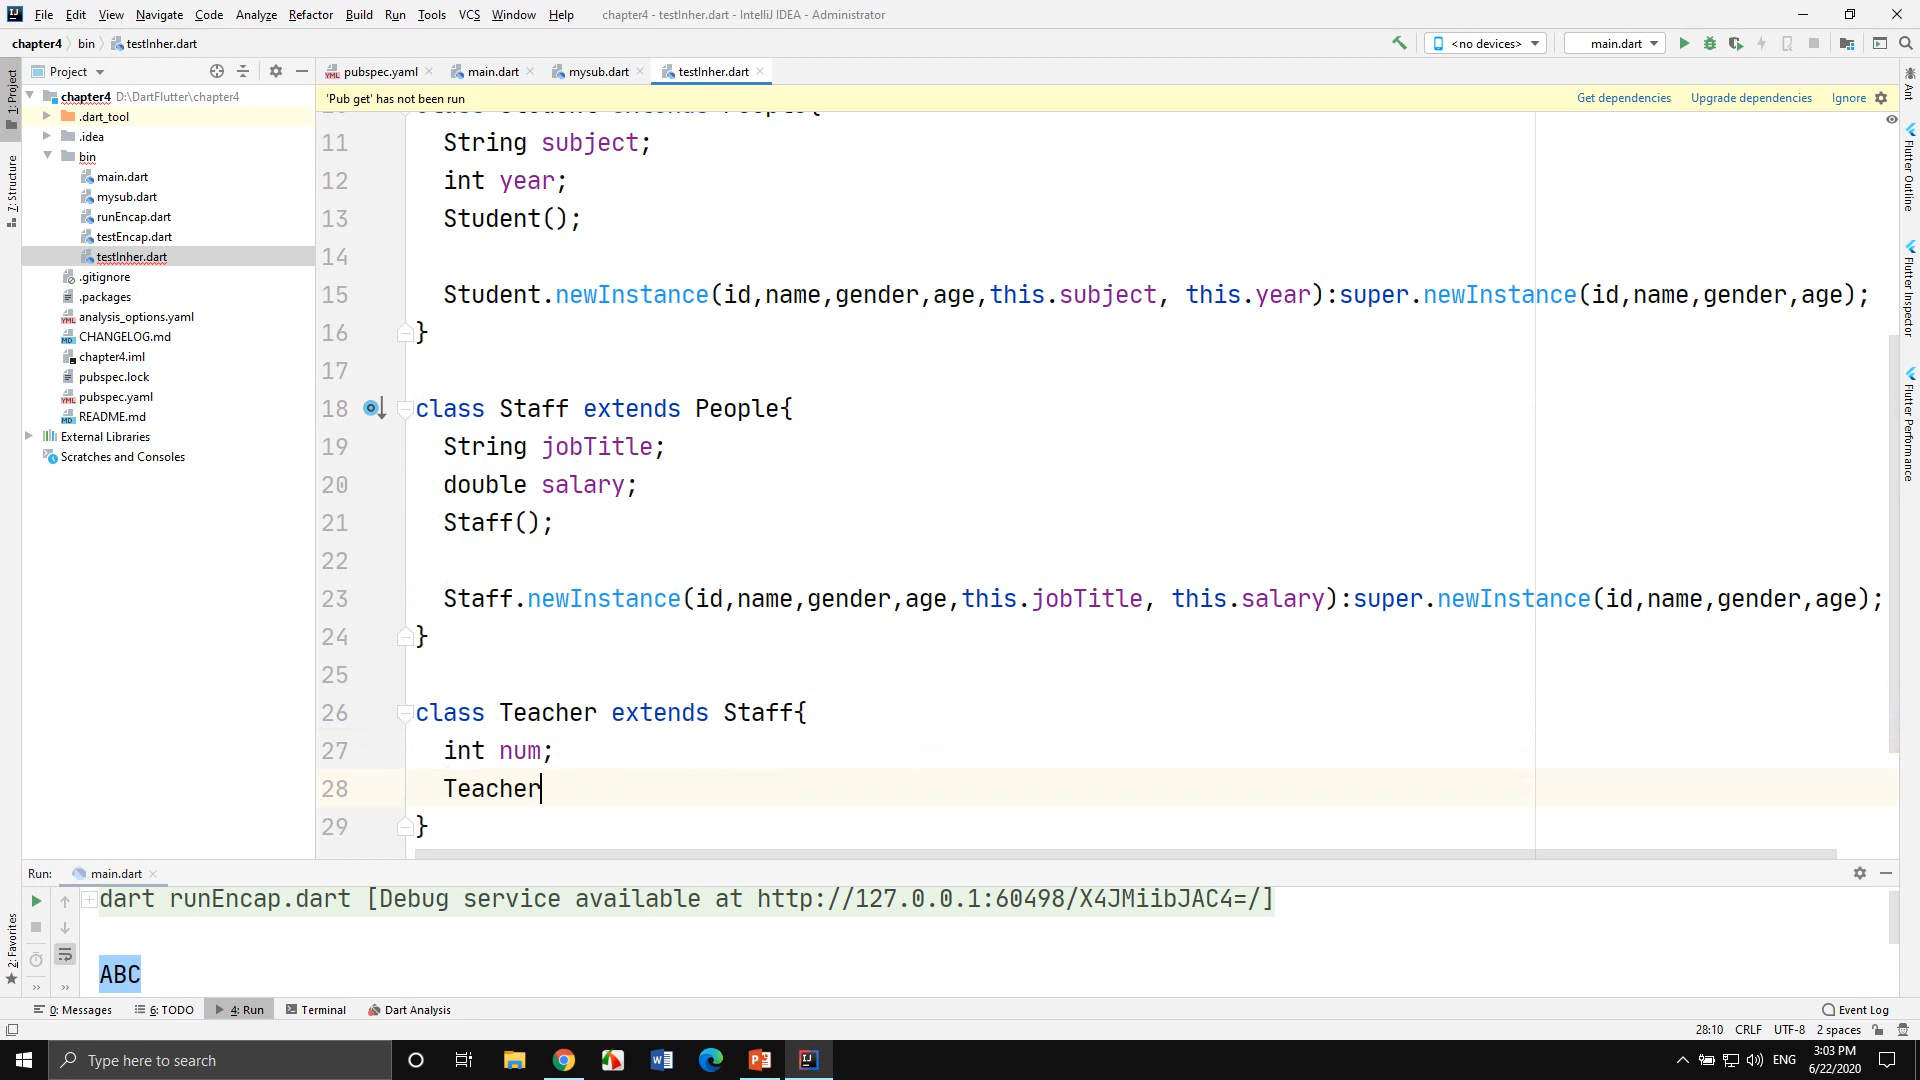 File Edit View Navigate Code Analyze Refactor Build Run Tools VCS Window Help chapter4 - testInher.dart - IntelliJ IDEA - Administrator
chapter4 bin testInher.dart <no devices> main.dart
Project pubspec.yaml main.dart mysub.dart testInher.dart
'Pub get' has not been run Get dependencies Upgrade dependencies Ignore
1: Project
7: Structure
2: Favorites
chapter4 D:\DartFlutter\chapter4
.dart_tool
.idea
bin
main.dart
mysub.dart
runEncap.dart
testEncap.dart
testInher.dart
.gitignore
.packages
analysis_options.yaml
CHANGELOG.md
chapter4.iml
pubspec.lock
pubspec.yaml
README.md
External Libraries
Scratches and Consoles
11 String subject;
12 int year;
13 Student();
14
15 Student.newInstance(id,name,gender,age,this.subject, this.year):super.newInstance(id,name,gender,age);
16 }
17
18 class Staff extends People{
19 String jobTitle;
20 double salary;
21 Staff();
22
23 Staff.newInstance(id,name,gender,age,this.jobTitle, this.salary):super.newInstance(id,name,gender,age);
24 }
25
26 class Teacher extends Staff{
27 int num;
28 Teacher
29 }
Ant
Flutter Outline
Flutter Inspector
Flutter Performance
Run: main.dart
dart runEncap.dart [Debug service available at http://127.0.0.1:60498/X4JMiibJAC4=/]
ABC
0: Messages 6: TODO 4: Run Terminal Dart Analysis Event Log
28:10 CRLF UTF-8 2 spaces
Type here to search
ENG
3:03 PM
6/22/2020